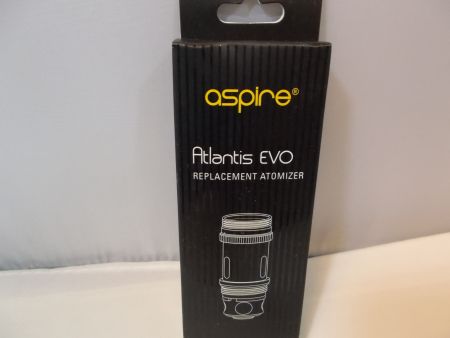 aspire®
Atlantis EVO
REPLACEMENT ATOMIZER